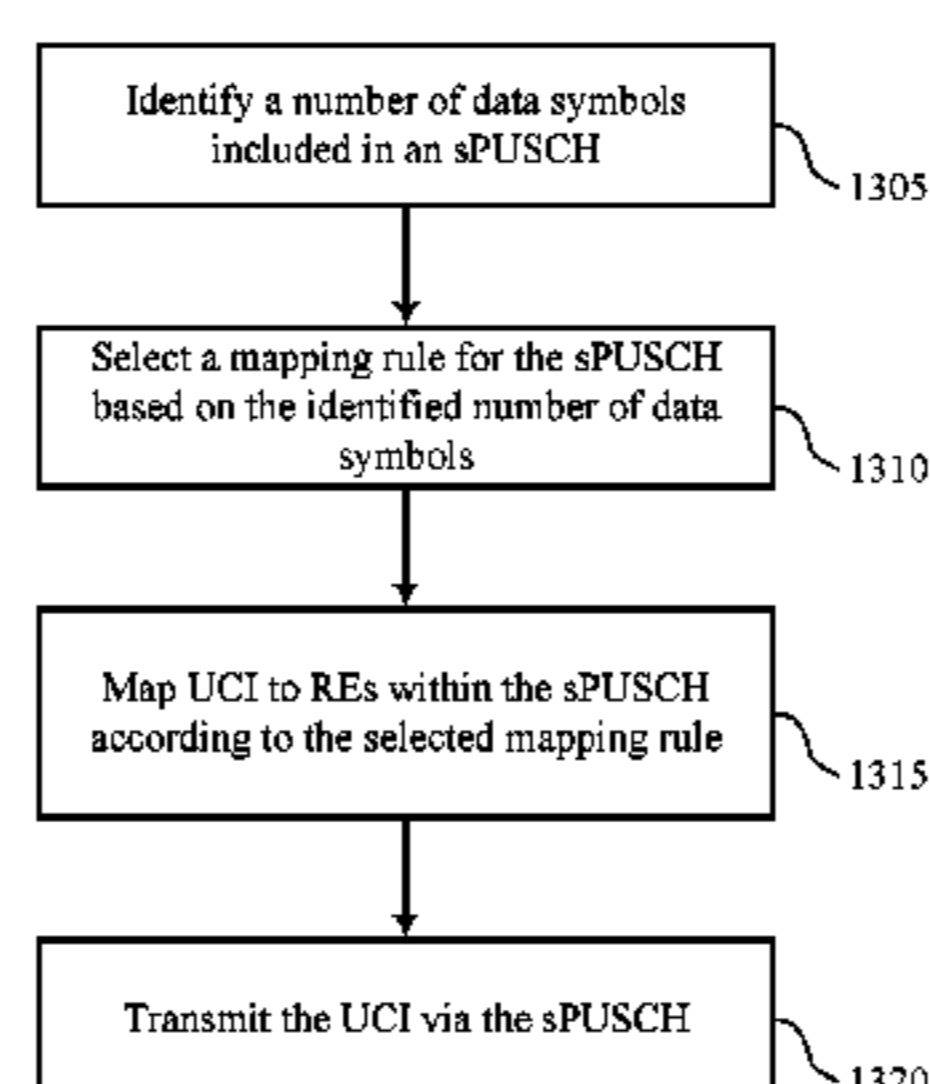 Identify a number of data symbols
included in an sPUSCH
1305
Select a mapping rule for the sPUSCH
based on the identified number of data
symbols
1310
Map UCI to REs within the sPUSCH
according to the selected mapping rule
1315
Transmit the UCI via the sPUSCH
1320